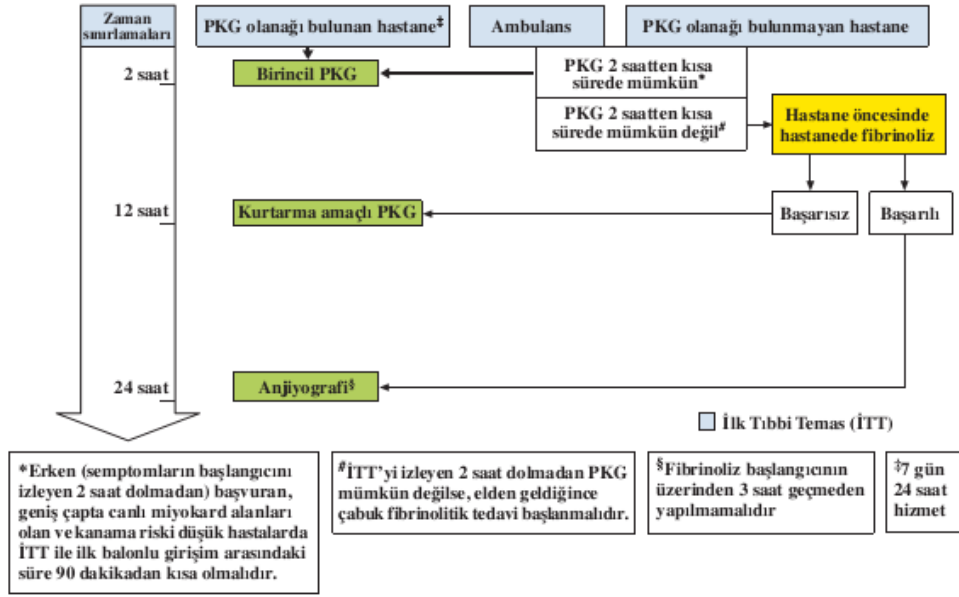 Zaman
sınırlamaları
PKG olanağı bulunan hastane‡
Ambulans
PKG olanağı bulunmayan hastane
2 saat
Birincil PKG
PKG 2 saatten kısa
sürede mümkün*
PKG 2 saatten kısa
sürede mümkün değil#
Hastane öncesinde
hastanede fibrinoliz
12 saat
Kurtarma amaçlı PKG
Başarısız
Başarılı
24 saat
Anjiyografi§
İlk Tıbbi Temas (İTT)
*Erken (semptomların başlangıcını
izleyen 2 saat dolmadan) başvuran,
geniş çapta canlı miyokard alanları
olan ve kanama riski düşük hastalarda
İTT ile ilk balonlu girişim arasındaki
süre 90 dakikadan kısa olmalıdır.
#İTT’yi izleyen 2 saat dolmadan PKG
mümkün değilse, elden geldiğince
çabuk fibrinolitik tedavi başlanmalıdır.
§Fibrinoliz başlangıcının
üzerinden 3 saat geçmeden
yapılmamalıdır
‡7 gün
24 saat
hizmet